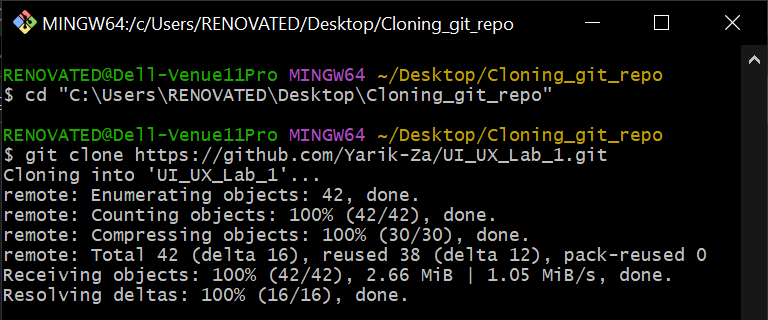 MINGW64:/c/Users/RENOVATED/Desktop/Cloning_git_repo
RENOVATED@Dell-Venue11Pro MINGW64 ~/Desktop/Cloning_git_repo
$ cd "C:\Users\RENOVATED\Desktop\Cloning_git_repo"
RENOVATED@Dell-Venue11Pro MINGW64 ~/Desktop/Cloning_git_repo
$ git clone https://github.com/Yarik-Za/UI_UX_Lab_1.git
Cloning into 'UI_UX_Lab_1'...
remote: Enumerating objects: 42, done.
remote: Counting objects: 100% (42/42), done.
remote: Compressing objects: 100% (30/30), done.
remote: Total 42 (delta 16), reused 38 (delta 12), pack-reused 0
Receiving objects: 100% (42/42), 2.66 MiB | 1.05 MiB/s, done.
Resolving deltas: 100% (16/16), done.